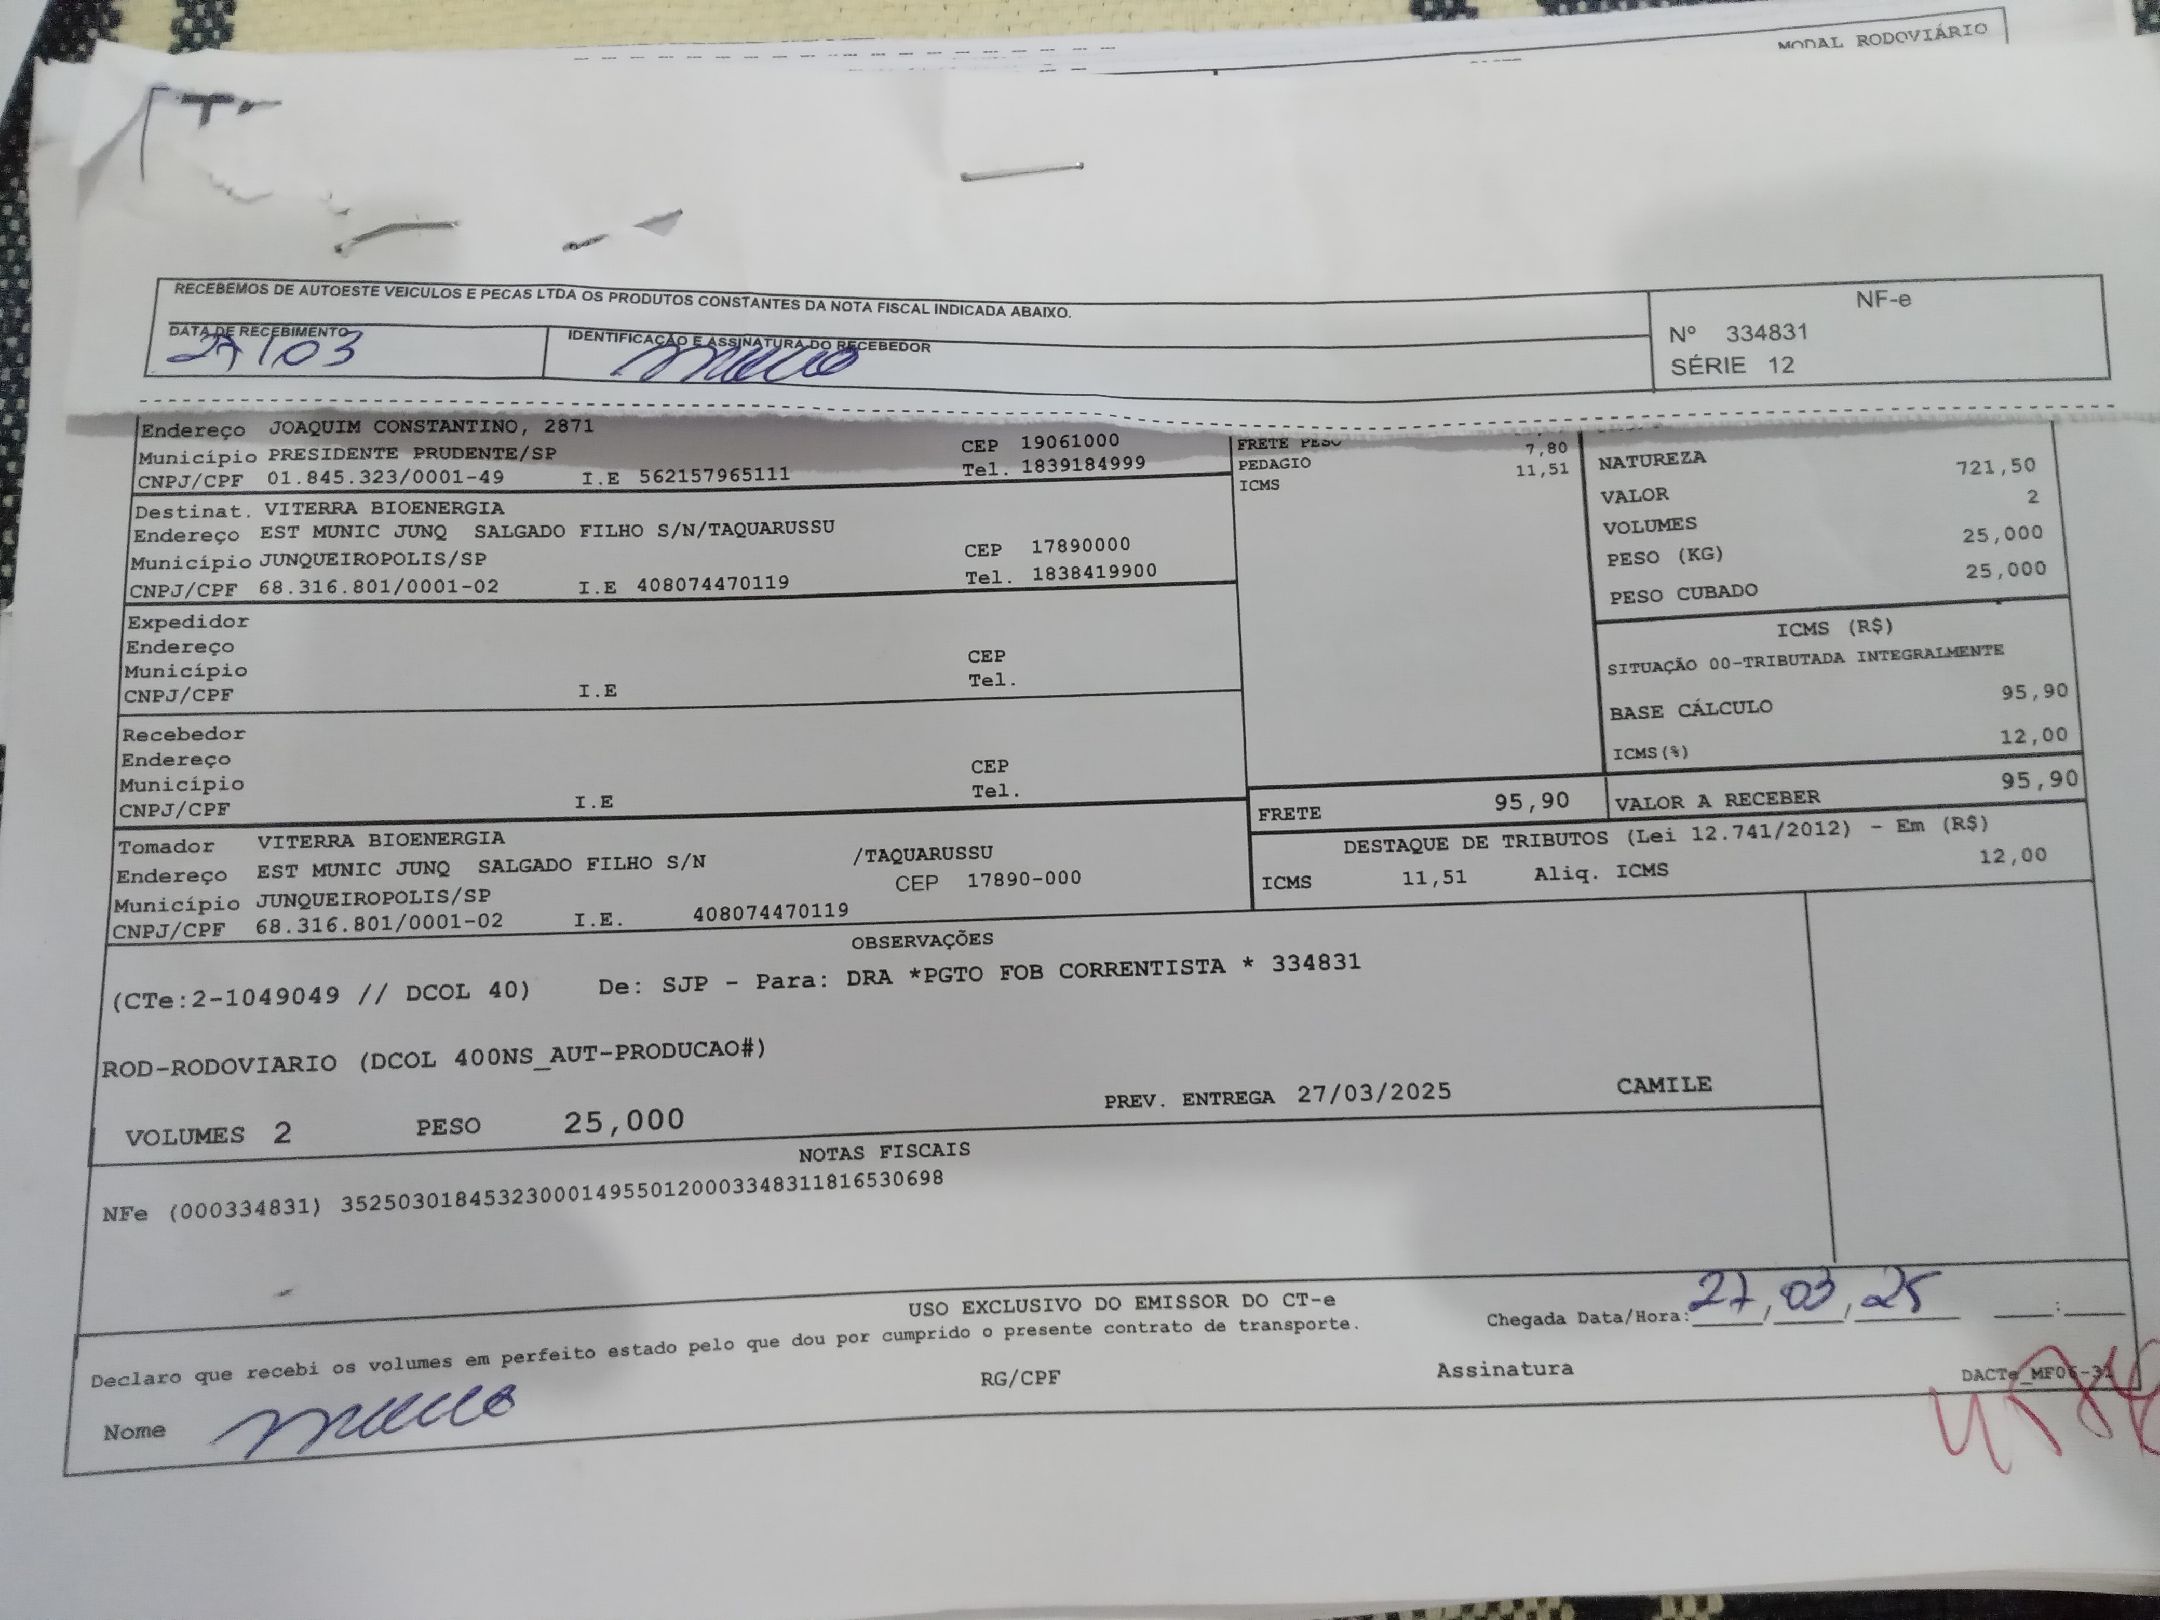 MODAL RODOVIÁRIO
RECEBEMOS DE AUTOESTE VEICULOS E PECAS LTDA OS PRODUTOS CONSTANTES DA NOTA FISCAL INDICADA ABAIXO.
NF-e
Nº 334831
SÉRIE 12
DATA DE RECEBIMENTO
27/03
IDENTIFICAÇÃO E ASSINATURA DO RECEBEDOR
Endereço JOAQUIM CONSTANTINO, 2871
Município PRESIDENTE PRUDENTE/SP CEP 19061000
CNPJ/CPF 01.845.323/0001-49 I.E 562157965111 Tel. 1839184999
FRETE PESO
PEDAGIO 7,80
ICMS 11,51
NATUREZA
VALOR 721,50
VOLUMES 2
PESO (KG) 25,000
PESO CUBADO 25,000
Destinat. VITERRA BIOENERGIA
Endereço EST MUNIC JUNQ SALGADO FILHO S/N/TAQUARUSSU
Município JUNQUEIROPOLIS/SP CEP 17890000
CNPJ/CPF 68.316.801/0001-02 I.E 408074470119 Tel. 1838419900
Expedidor
Endereço
Município CEP
CNPJ/CPF I.E Tel.
ICMS (R$)
SITUAÇÃO 00-TRIBUTADA INTEGRALMENTE
BASE CÁLCULO 95,90
ICMS(%) 12,00
Recebedor
Endereço
Município CEP
CNPJ/CPF I.E Tel.
FRETE 95,90 VALOR A RECEBER 95,90
Tomador VITERRA BIOENERGIA
Endereço EST MUNIC JUNQ SALGADO FILHO S/N /TAQUARUSSU
Município JUNQUEIROPOLIS/SP CEP 17890-000
CNPJ/CPF 68.316.801/0001-02 I.E. 408074470119
DESTAQUE DE TRIBUTOS (Lei 12.741/2012) - Em (R$)
ICMS 11,51 Aliq. ICMS 12,00
OBSERVAÇÕES
(CTe:2-1049049 // DCOL 40) De: SJP - Para: DRA *PGTO FOB CORRENTISTA * 334831
ROD-RODOVIARIO (DCOL 400NS_AUT-PRODUCAO#)
VOLUMES 2 PESO 25,000 PREV. ENTREGA 27/03/2025 CAMILE
NOTAS FISCAIS
NFe (000334831) 35250301845323000149550120003348311816530698
USO EXCLUSIVO DO EMISSOR DO CT-e
Declaro que recebi os volumes em perfeito estado pelo que dou por cumprido o presente contrato de transporte.
Chegada Data/Hora: 27/03/25 :
Nome RG/CPF Assinatura